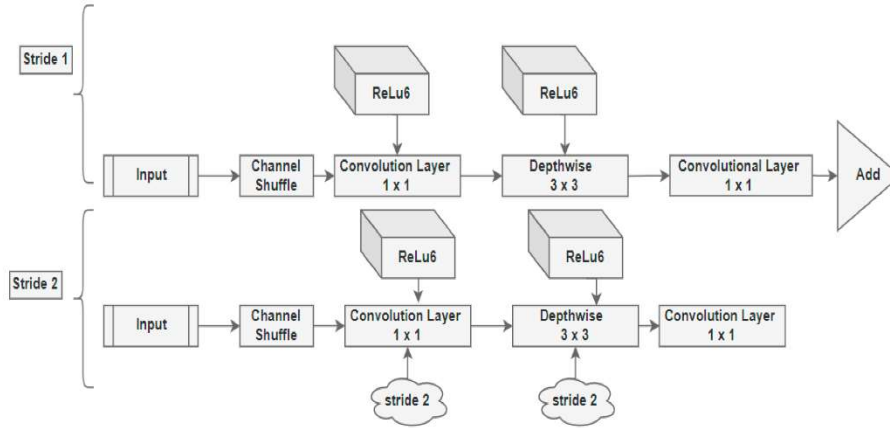 Stride 1
ReLu6
ReLu6
Input
Channel
Shuffle
Convolution Layer
1 x 1
Depthwise
3 x 3
Convolutional Layer
1 x 1
Add
Stride 2
ReLu6
ReLu6
Input
Channel
Shuffle
Convolution Layer
1 x 1
Depthwise
3 x 3
Convolution Layer
1 x 1
stride 2
stride 2